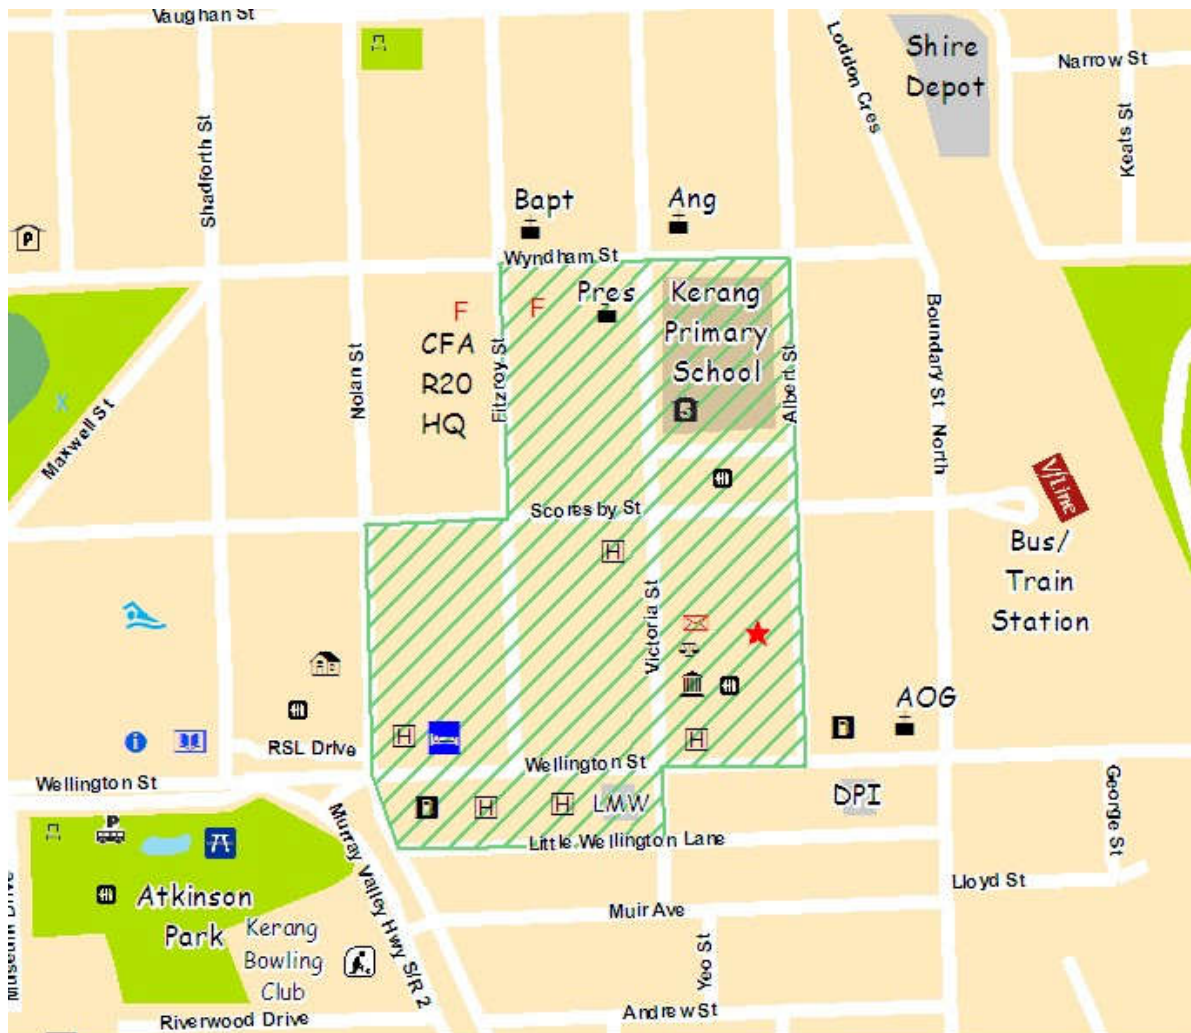 Vaughan St
Shire
Depot
Narrow St
Loddon Cres
Keats St
Shadforth St
Bapt
Ang
P
Wyndham St
Pres
Kerang
Primary
School
F
F
CFA
R20
HQ
Nolan St
Fitzroy St
Albert St
Boundary St North
Maxwell St
X
V/Line
Scoresby St
H
Bus/
Train
Station
Victoria St
AOG
H
H
RSL Drive
i
Wellington St
Wellington St
H
H
LMW
DPI
George St
P
Murray Valley Hwy S/R 2
Little Wellington Lane
Lloyd St
Atkinson
Park
Muir Ave
Kerang
Bowling
Club
Yeo St
Museum Drive
Riverwood Drive
Andrew St